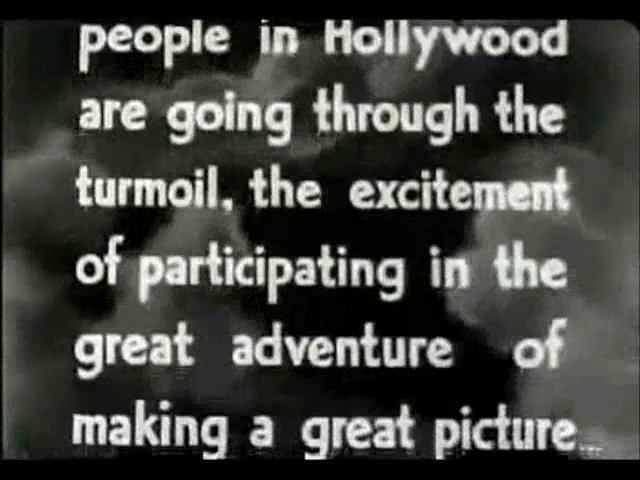 people in Hollywood
are going through the
turmoil, the excitement
of participating in the
great adventure of
making a great picture...